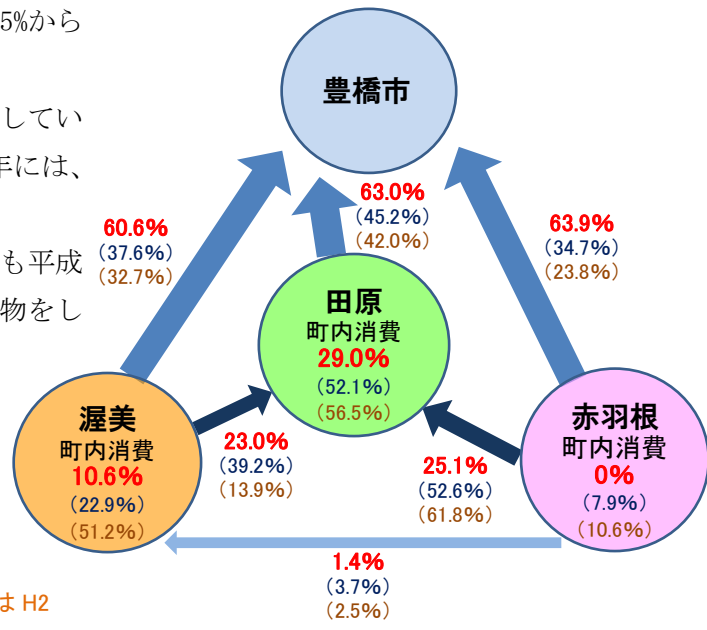 5%から
してい
年には、
も平成
物をし
豊橋市
63.0%
(45.2%)
(42.0%)
60.6%
(37.6%)
(32.7%)
63.9%
(34.7%)
(23.8%)
田原
町内消費
29.0%
(52.1%)
(56.5%)
渥美
町内消費
10.6%
(22.9%)
(51.2%)
23.0%
(39.2%)
(13.9%)
25.1%
(52.6%)
(61.8%)
赤羽根
町内消費
0%
(7.9%)
(10.6%)
1.4%
(3.7%)
(2.5%)
は H2